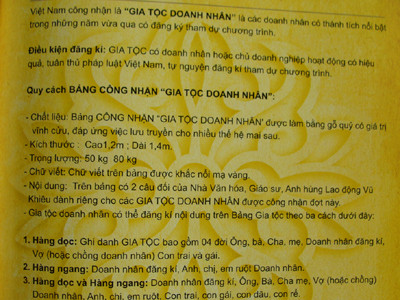 Việt Nam công nhận là "GIA TỘC DOANH NHÂN" là các doanh nhân có thành tích nổi bật
trong những năm vừa qua có đăng ký tham dự chương trình.
Điều kiện đăng kí: GIA TỘC có doanh nhân hoặc chủ doanh nghiệp hoạt động có hiệu
quả, tuân thủ pháp luật Việt Nam, tự nguyện đăng kí tham dự chương trình.
Quy cách BẢNG CÔNG NHẬN "GIA TỘC DOANH NHÂN":
- Chất liệu: Bảng CÔNG NHẬN "GIA TỘC DOANH NHÂN' được làm bằng gỗ quý có giá trị
vĩnh cửu, đáp ứng việc lưu truyền cho nhiều thế hệ mai sau.
- Kích thước : Cao1,2m ; Dài 1,4m.
- Trọng lượng: 50 kg 80 kg
- Chữ viết: Chữ viết trên bảng được khắc nổi mạ vàng.
- Nội dung: Trên bảng có 2 câu đối của Nhà Văn hóa, Giáo sư, Anh hùng Lao động Vũ
Khiêu dành riêng cho các GIA TỘC DOANH NHÂN được công nhận đợt này.
- Gia tộc doanh nhân có thể đăng kí nội dung trên Bảng Gia tộc theo ba cách dưới đây:
1. Hàng dọc: Ghi danh GIA TỘC bao gồm 04 đời Ông, bà, Cha, mẹ, Doanh nhân đăng kí,
Vợ (hoặc chồng doanh nhân) Con trai và gái.
2. Hàng ngang: Doanh nhân đăng kí, Anh, chị, em ruột Doanh nhân.
3. Hàng dọc và Hàng ngang: Doanh nhân đăng kí, Ông, Bà, Cha mẹ, Vợ (hoặc chồng)
Doanh nhân, Anh, chị, em ruột, Con trai, con gái, con dâu, con rể.